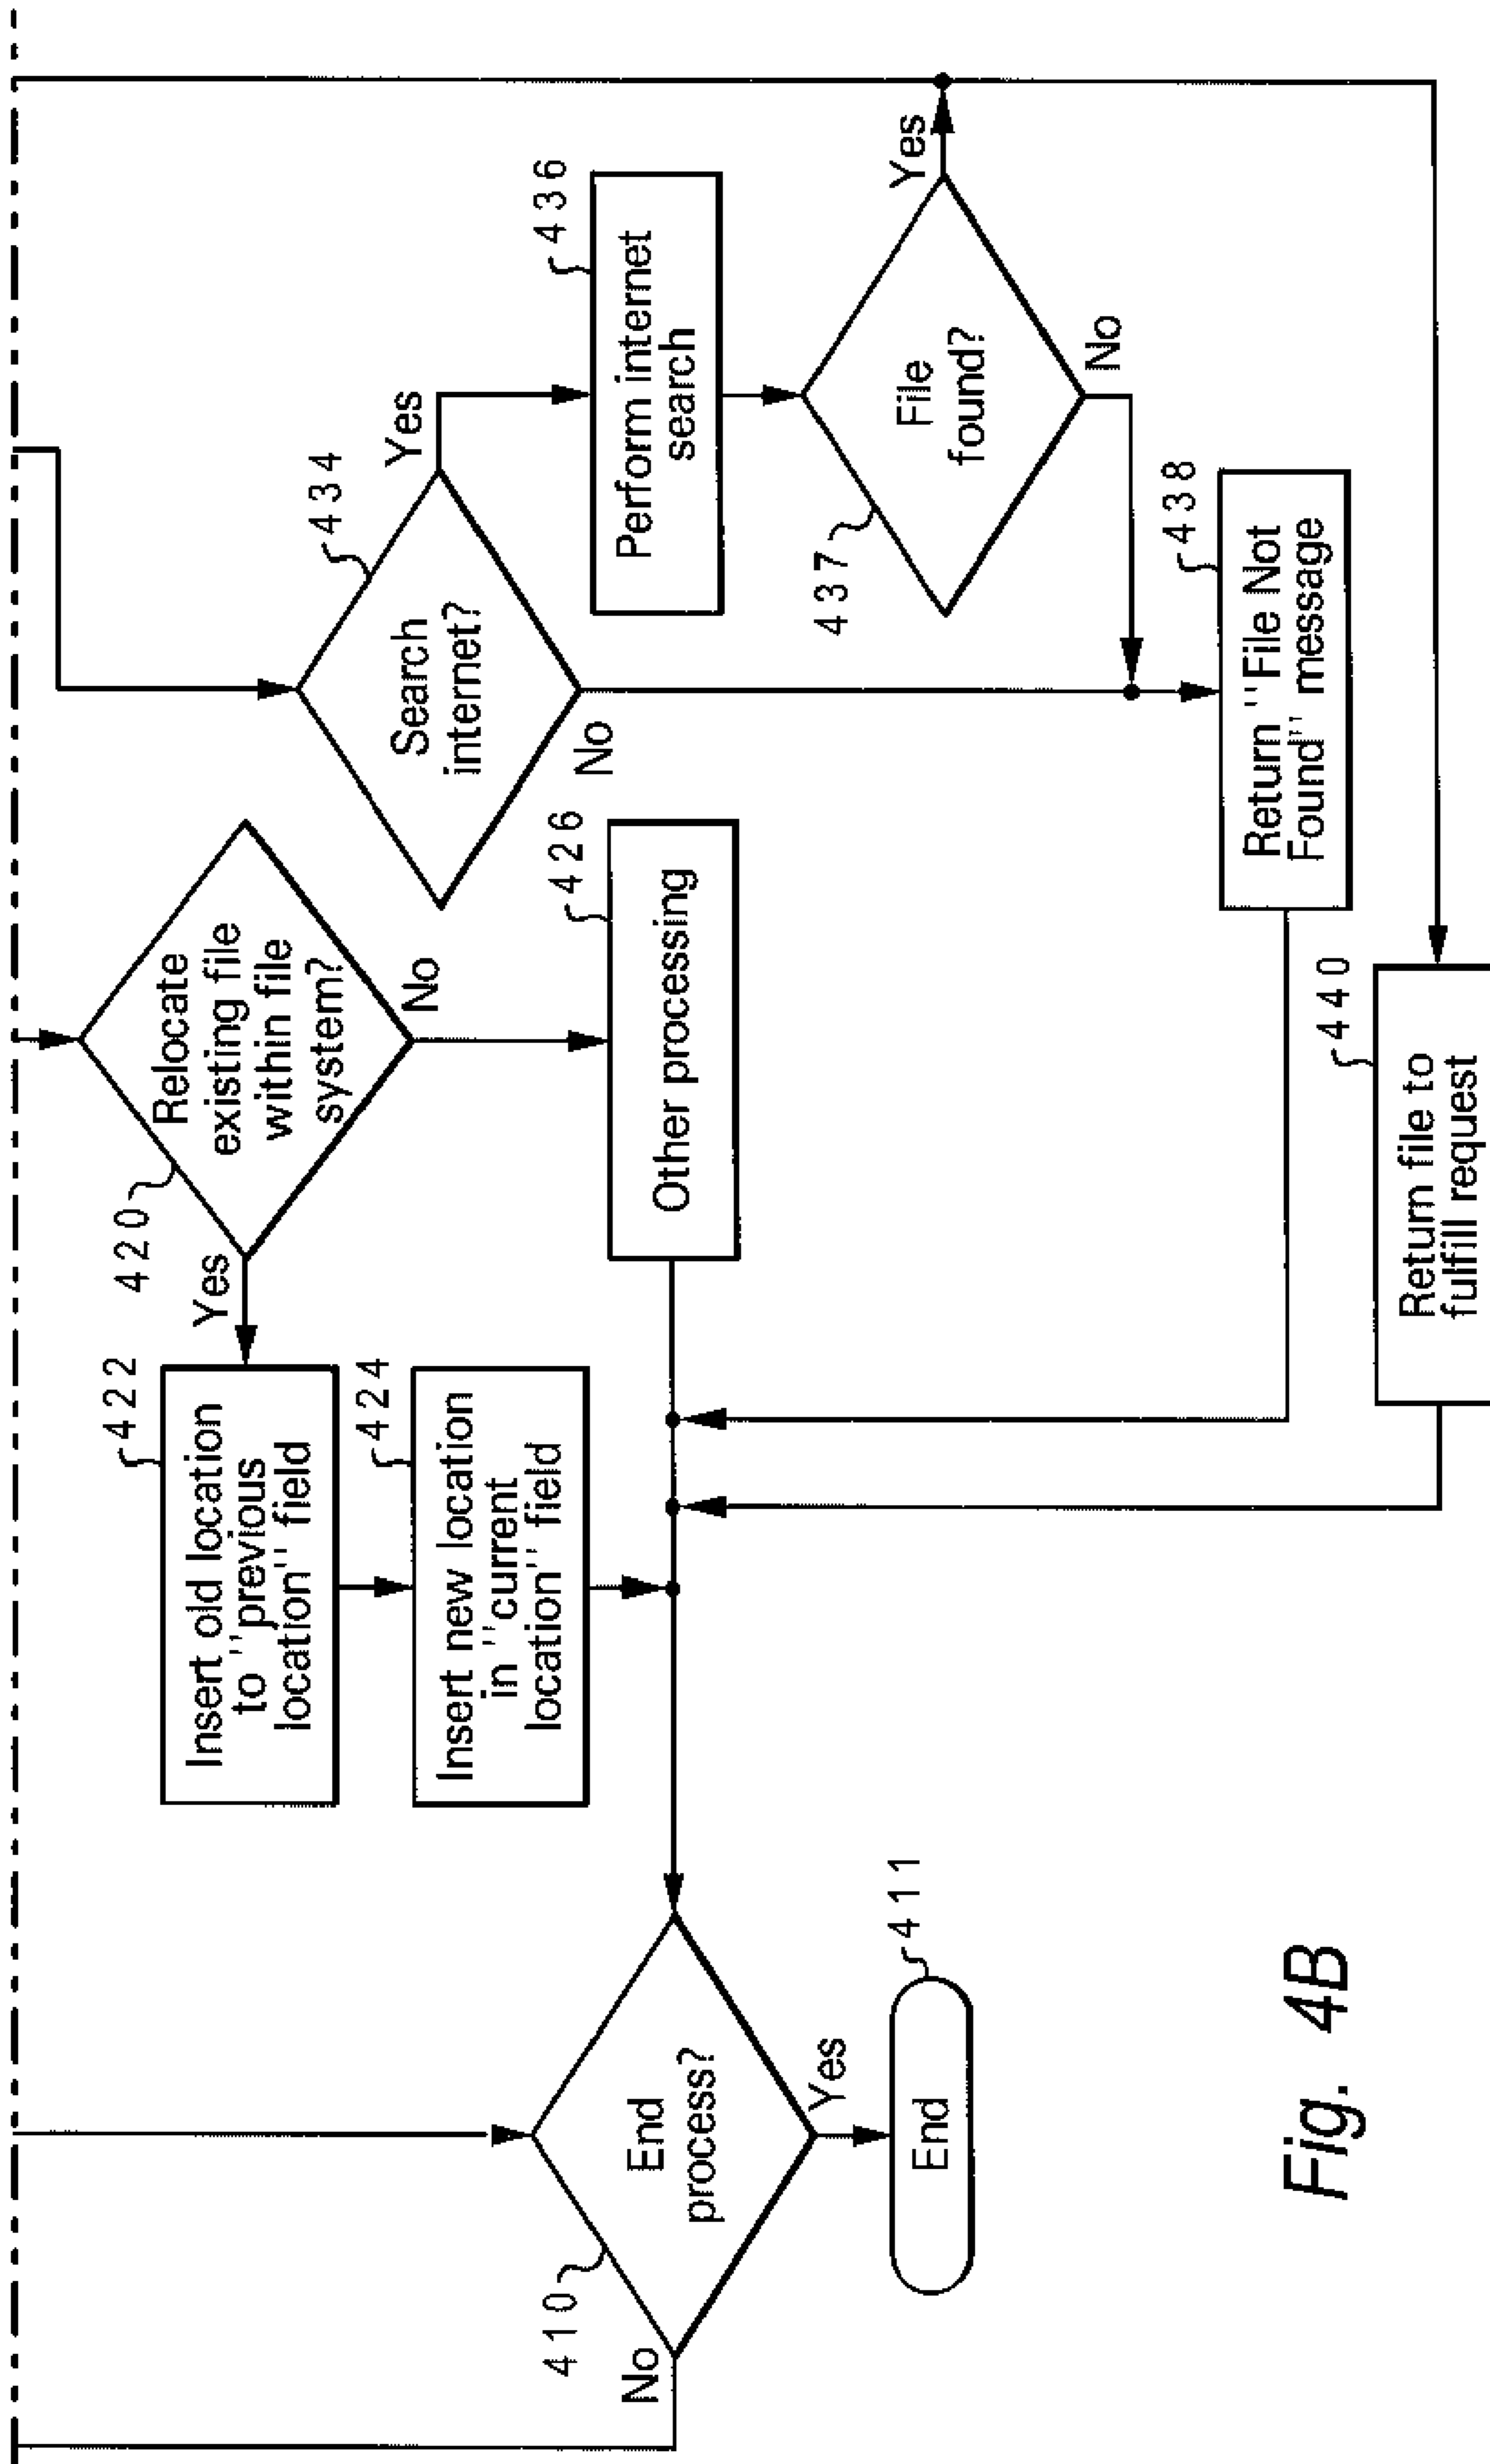 420
Relocate
existing file
within file
system?
Yes
No
434
Search
internet?
Yes
No
422
Insert old location
to "previous
location" field
424
Insert new location
in "current
location" field
426
Other processing
436
Perform internet
search
437
File
found?
Yes
No
410
End
process?
No
Yes
411
End
438
Return "File Not
Found" message
440
Return file to
fulfill request
Fig. 4B